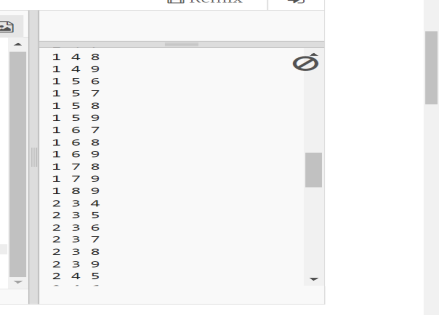 Remix
1 4 8
1 4 9
1 5 6
1 5 7
1 5 8
1 5 9
1 6 7
1 6 8
1 6 9
1 7 8
1 7 9
1 8 9
2 3 4
2 3 5
2 3 6
2 3 7
2 3 8
2 3 9
2 4 5